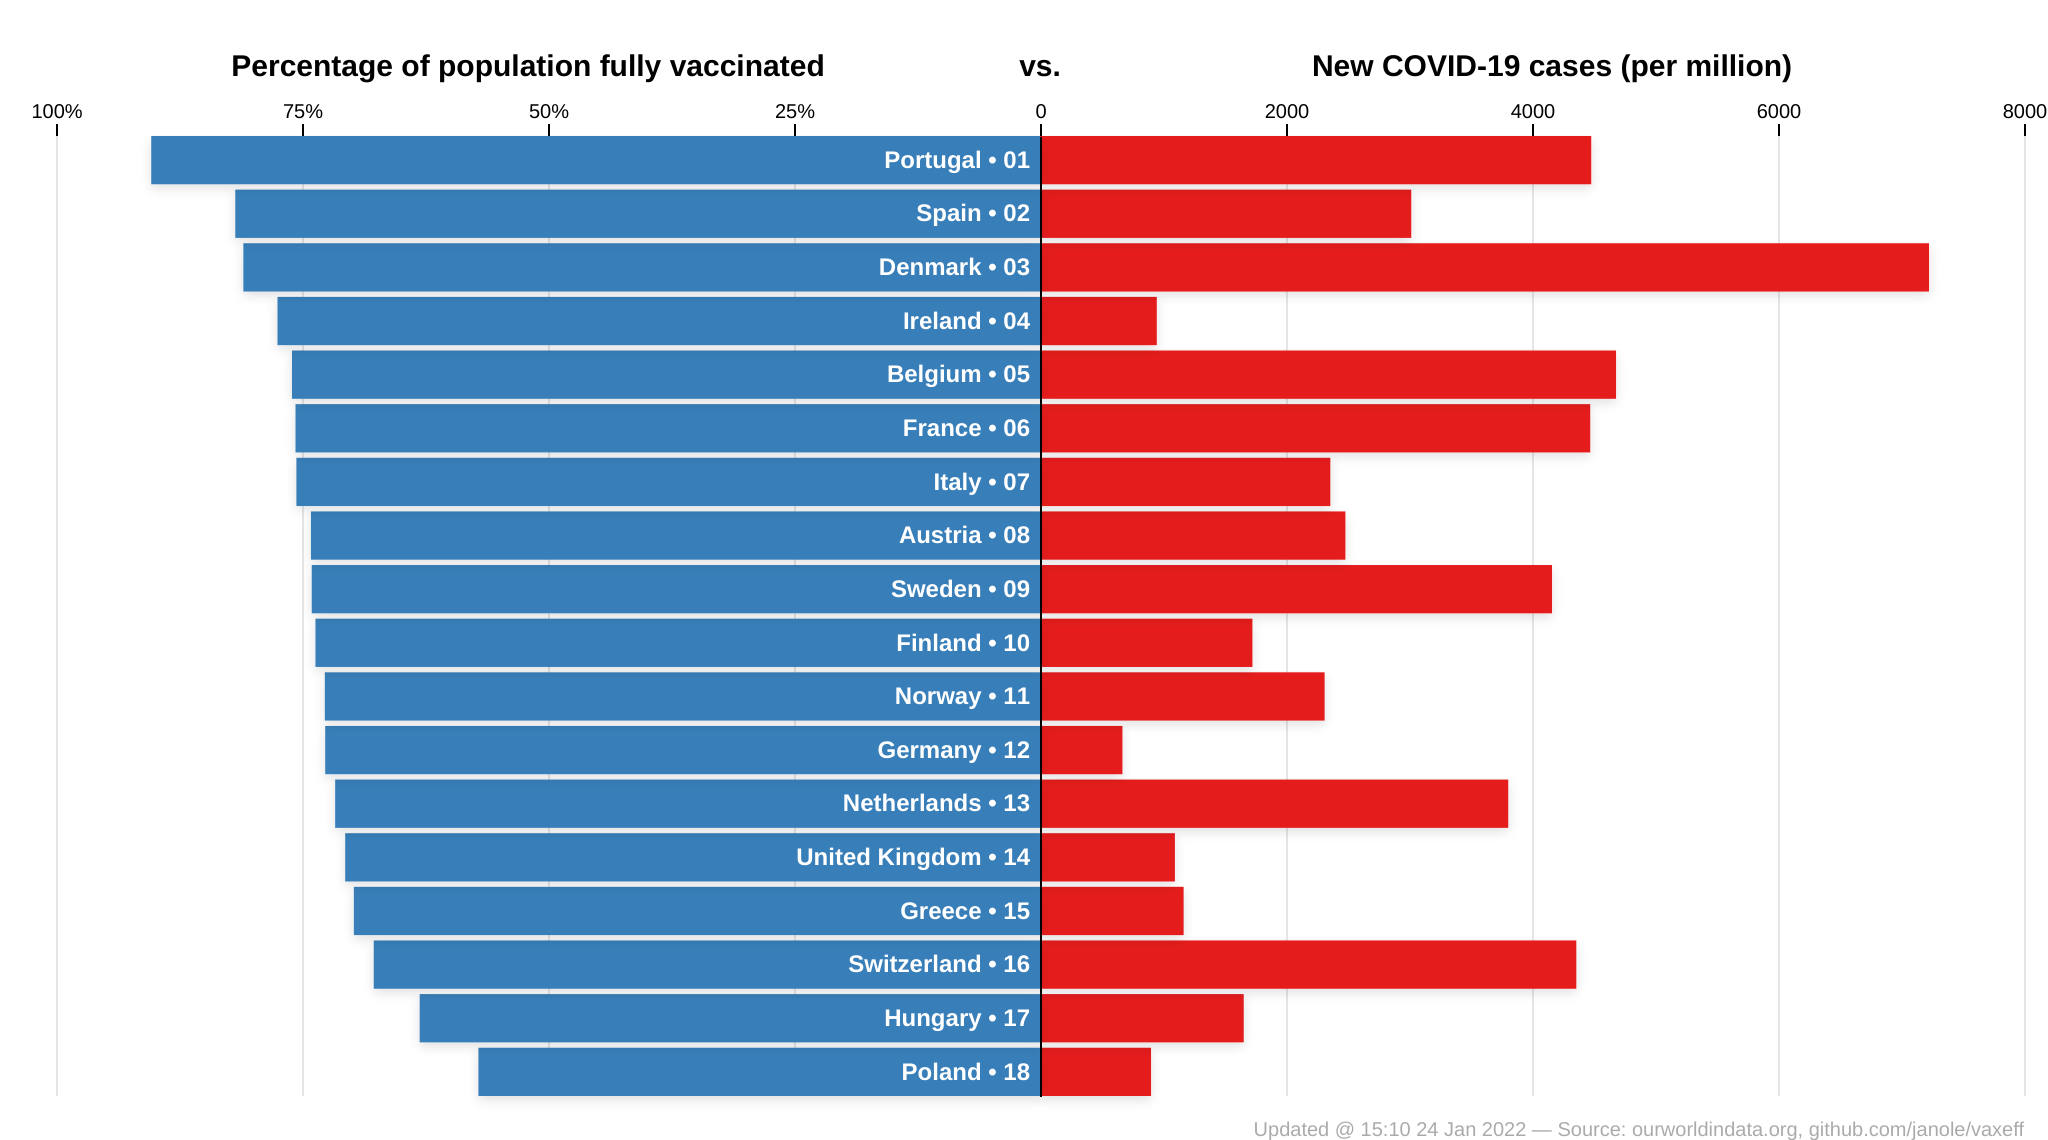 Percentage of population fully vaccinated vs. New COVID-19 cases (per million)
100% 75% 50% 25% 0 2000 4000 6000 8000
Portugal • 01
Spain • 02
Denmark • 03
Ireland • 04
Belgium • 05
France • 06
Italy • 07
Austria • 08
Sweden • 09
Finland • 10
Norway • 11
Germany • 12
Netherlands • 13
United Kingdom • 14
Greece • 15
Switzerland • 16
Hungary • 17
Poland • 18
Updated @ 15:10 24 Jan 2022 — Source: ourworldindata.org, github.com/janole/vaxeff